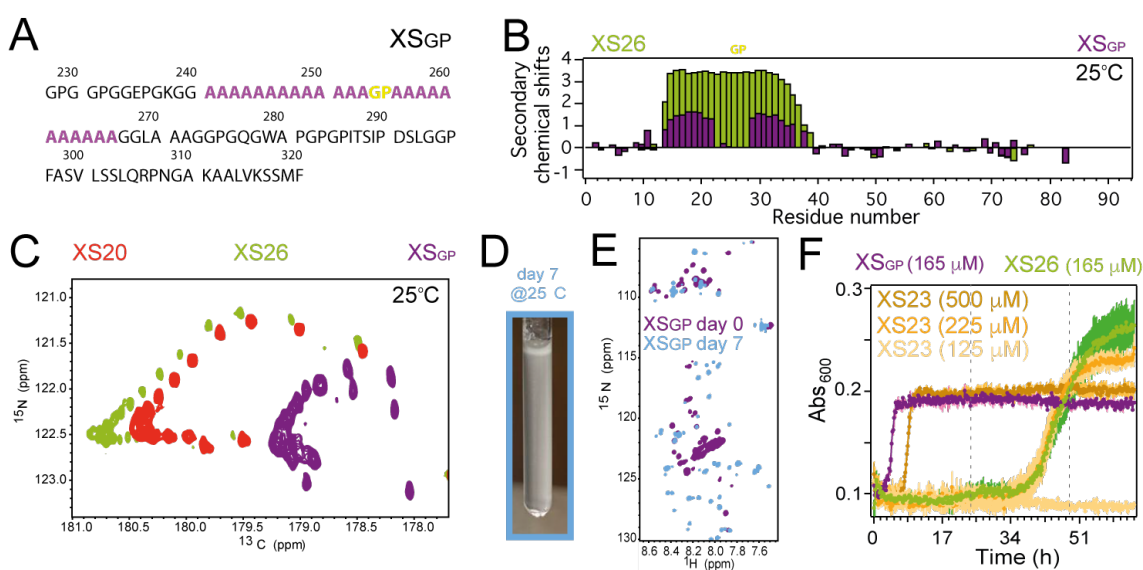 A
XSGP
230 240 250 260
GPG GPGGEPGKGG AAAAAAAAAA AAAGPAAAAA
270 280 290
AAAAAAGGLA AAGGPGQGWA PGPGPITSIP DSLGGP
300 310 320
FASV LSSLQRPNGA KAALVKSSMF
B
XS26
GP
XSGP
25°C
Secondary chemical shifts
4
3
2
1
0
-1
0 10 20 30 40 50 60 70 80 90
Residue number
C
XS20
XS26
XSGP
25°C
121.0
121.5
122.0
122.5
123.0
15N (ppm)
181.0 180.5 180.0 179.5 179.0 178.5 178.0
13 C (ppm)
D
day 7
@25 C
E
XSGP day 0
XSGP day 7
110
115
120
125
130
15 N (ppm)
8.6 8.4 8.2 8.0 7.8 7.6
1H (ppm)
F
XSGP (165 μM)
XS26 (165 μM)
XS23 (500 μM)
XS23 (225 μM)
XS23 (125 μM)
0.3
0.2
0.1
Abs600
0 17 34 51
Time (h)